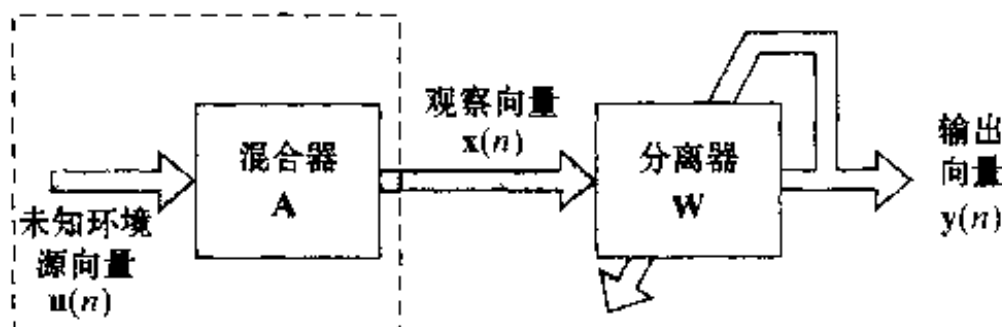 混合器
A
未知环境
源向量
u(n)
观察向量
x(n)
分离器
W
输出
向量
y(n)